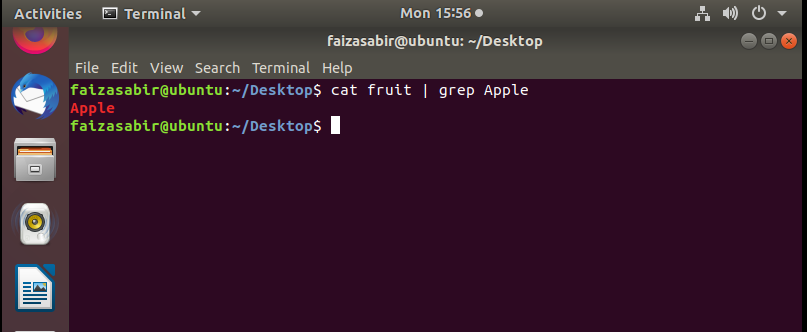 Activities Terminal Mon 15:56
faizasabir@ubuntu: ~/Desktop
File Edit View Search Terminal Help
faizasabir@ubuntu:~/Desktop$ cat fruit | grep Apple
Apple
faizasabir@ubuntu:~/Desktop$